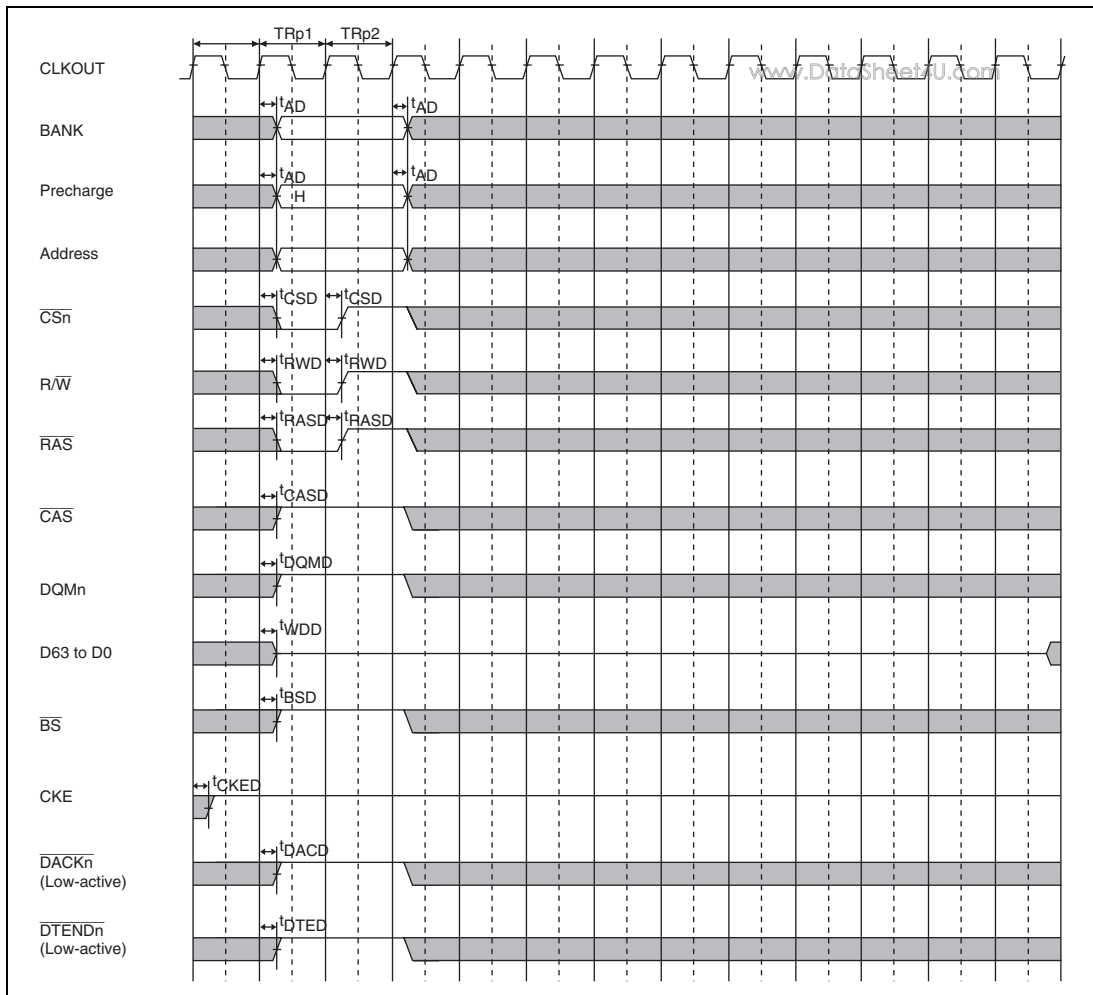 TRp1 TRp2
CLKOUT
www.DataSheet4U.com
tAD tAD
BANK
tAD tAD
Precharge
H
Address
tCSD tCSD
CSn
tRWD tRWD
R/W
tRASD tRASD
RAS
tCASD
CAS
tDQMD
DQMn
tWDD
D63 to D0
tBSD
BS
tCKED
CKE
tDACD
DACKn
(Low-active)
tDTED
DTENDn
(Low-active)